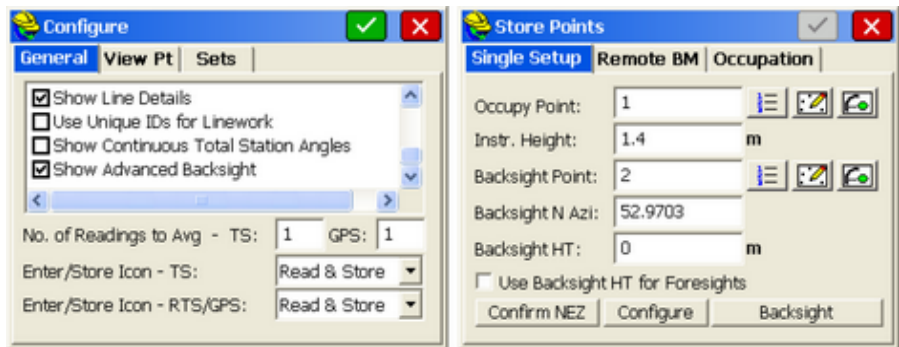 Configure
General View Pt Sets
Show Line Details
Use Unique IDs for Linework
Show Continuous Total Station Angles
Show Advanced Backsight
No. of Readings to Avg - TS: 1 GPS: 1
Enter/Store Icon - TS: Read & Store
Enter/Store Icon - RTS/GPS: Read & Store
Store Points
Single Setup Remote BM Occupation
Occupy Point: 1
Instr. Height: 1.4 m
Backsight Point: 2
Backsight N Azi: 52.9703
Backsight HT: 0 m
Use Backsight HT for Foresights
Confirm NEZ Configure Backsight